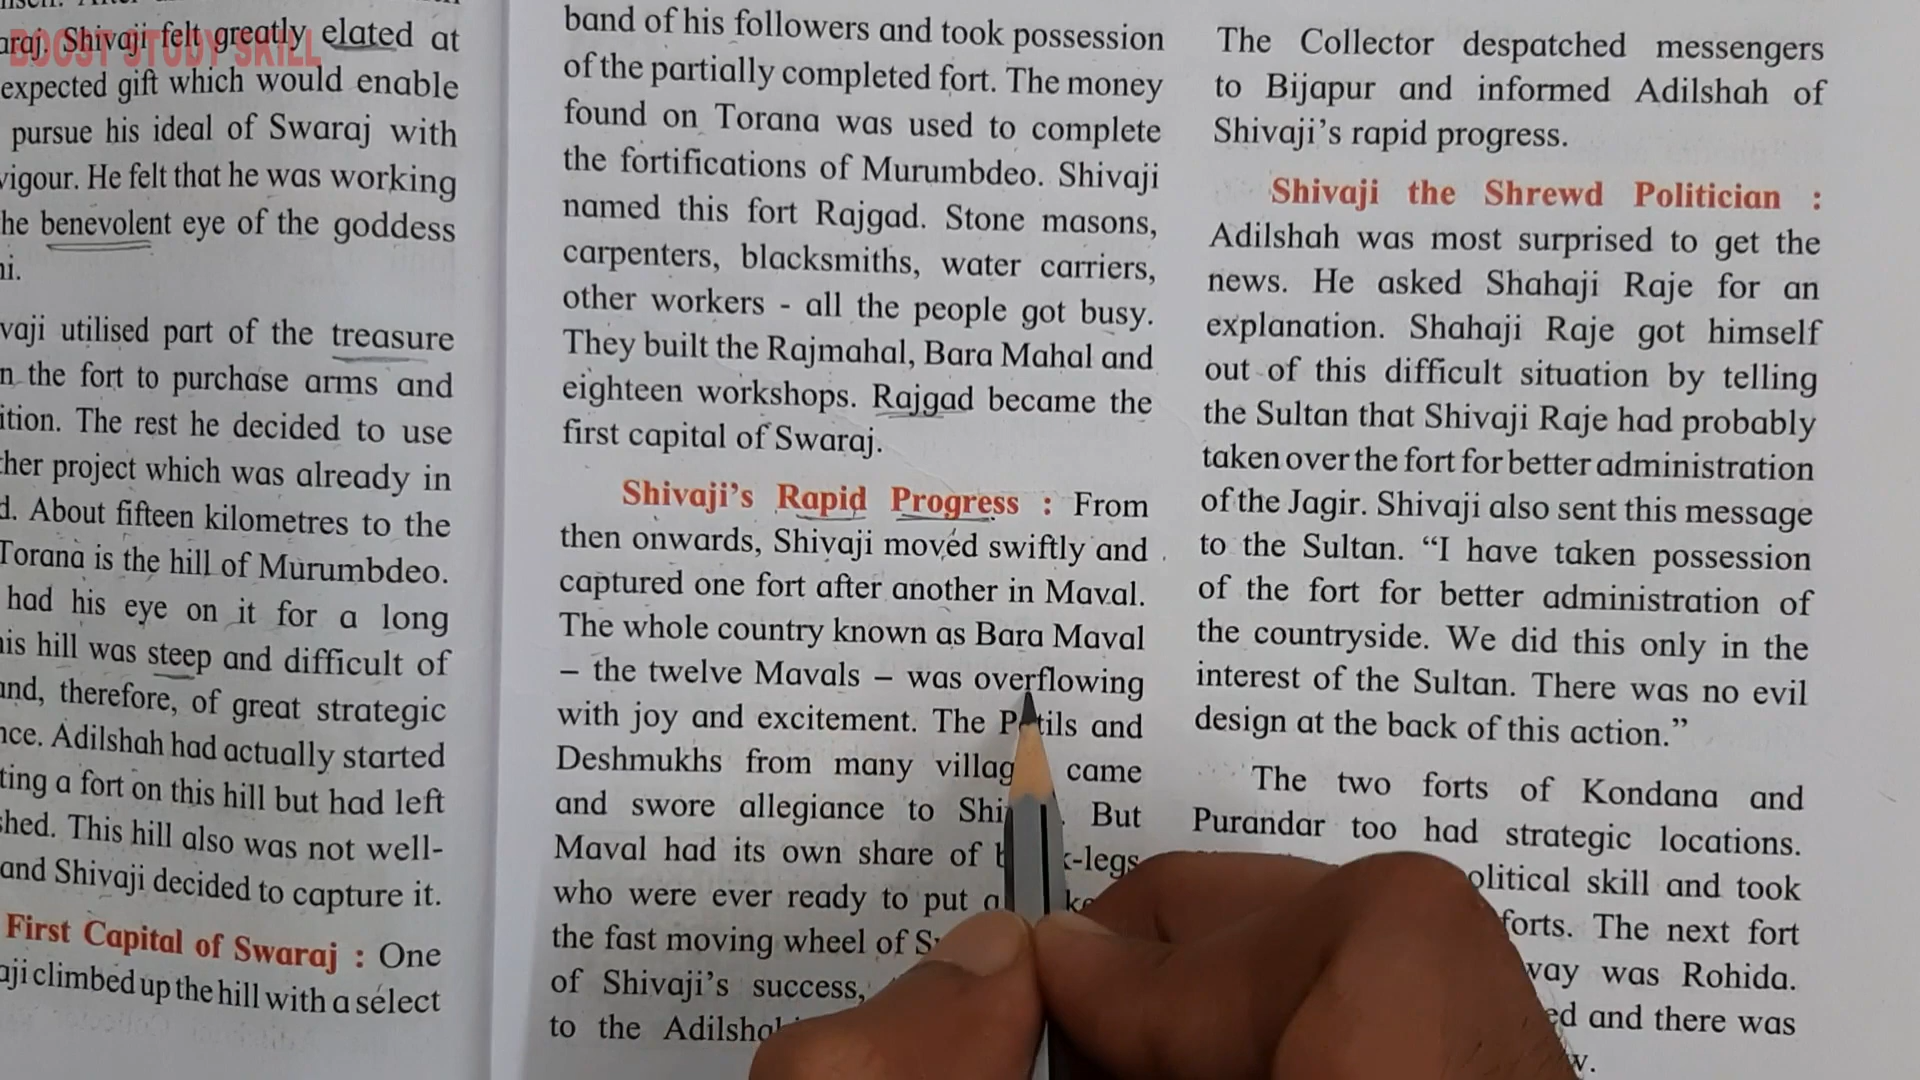 BOOST STUDY SKILL
Shivaji felt greatly elated at
expected gift which would enable
pursue his ideal of Swaraj with
vigour. He felt that he was working
benevolent eye of the goddess
utilised part of the treasure
the fort to purchase arms and
The rest he decided to use
project which was already in
About fifteen kilometres to the
Torana is the hill of Murumbdeo.
had his eye on it for a long
hill was steep and difficult of
therefore, of great strategic
Adilshah had actually started
a fort on this hill but had left
This hill also was not well-
and Shivaji decided to capture it.
First Capital of Swaraj : One
climbed up the hill with a select
band of his followers and took possession
of the partially completed fort. The money
found on Torana was used to complete
the fortifications of Murumbdeo. Shivaji
named this fort Rajgad. Stone masons,
carpenters, blacksmiths, water carriers,
other workers - all the people got busy.
They built the Rajmahal, Bara Mahal and
eighteen workshops. Rajgad became the
first capital of Swaraj.
Shivaji's Rapid Progress : From
then onwards, Shivaji moved swiftly and
captured one fort after another in Maval.
The whole country known as Bara Maval
– the twelve Mavals – was overflowing
with joy and excitement. The Patils and
Deshmukhs from many came
and swore allegiance to But
Maval had its own share of
who were ever ready to put
the fast moving wheel of
of Shivaji's success,
to the
The Collector despatched messengers
to Bijapur and informed Adilshah of
Shivaji's rapid progress.
Shivaji the Shrewd Politician :
Adilshah was most surprised to get the
news. He asked Shahaji Raje for an
explanation. Shahaji Raje got himself
out of this difficult situation by telling
the Sultan that Shivaji Raje had probably
taken over the fort for better administration
of the Jagir. Shivaji also sent this message
to the Sultan. “I have taken possession
of the fort for better administration of
the countryside. We did this only in the
interest of the Sultan. There was no evil
design at the back of this action.”
The two forts of Kondana and
Purandar too had strategic locations.
political skill and took
forts. The next fort
way was Rohida.
and there was